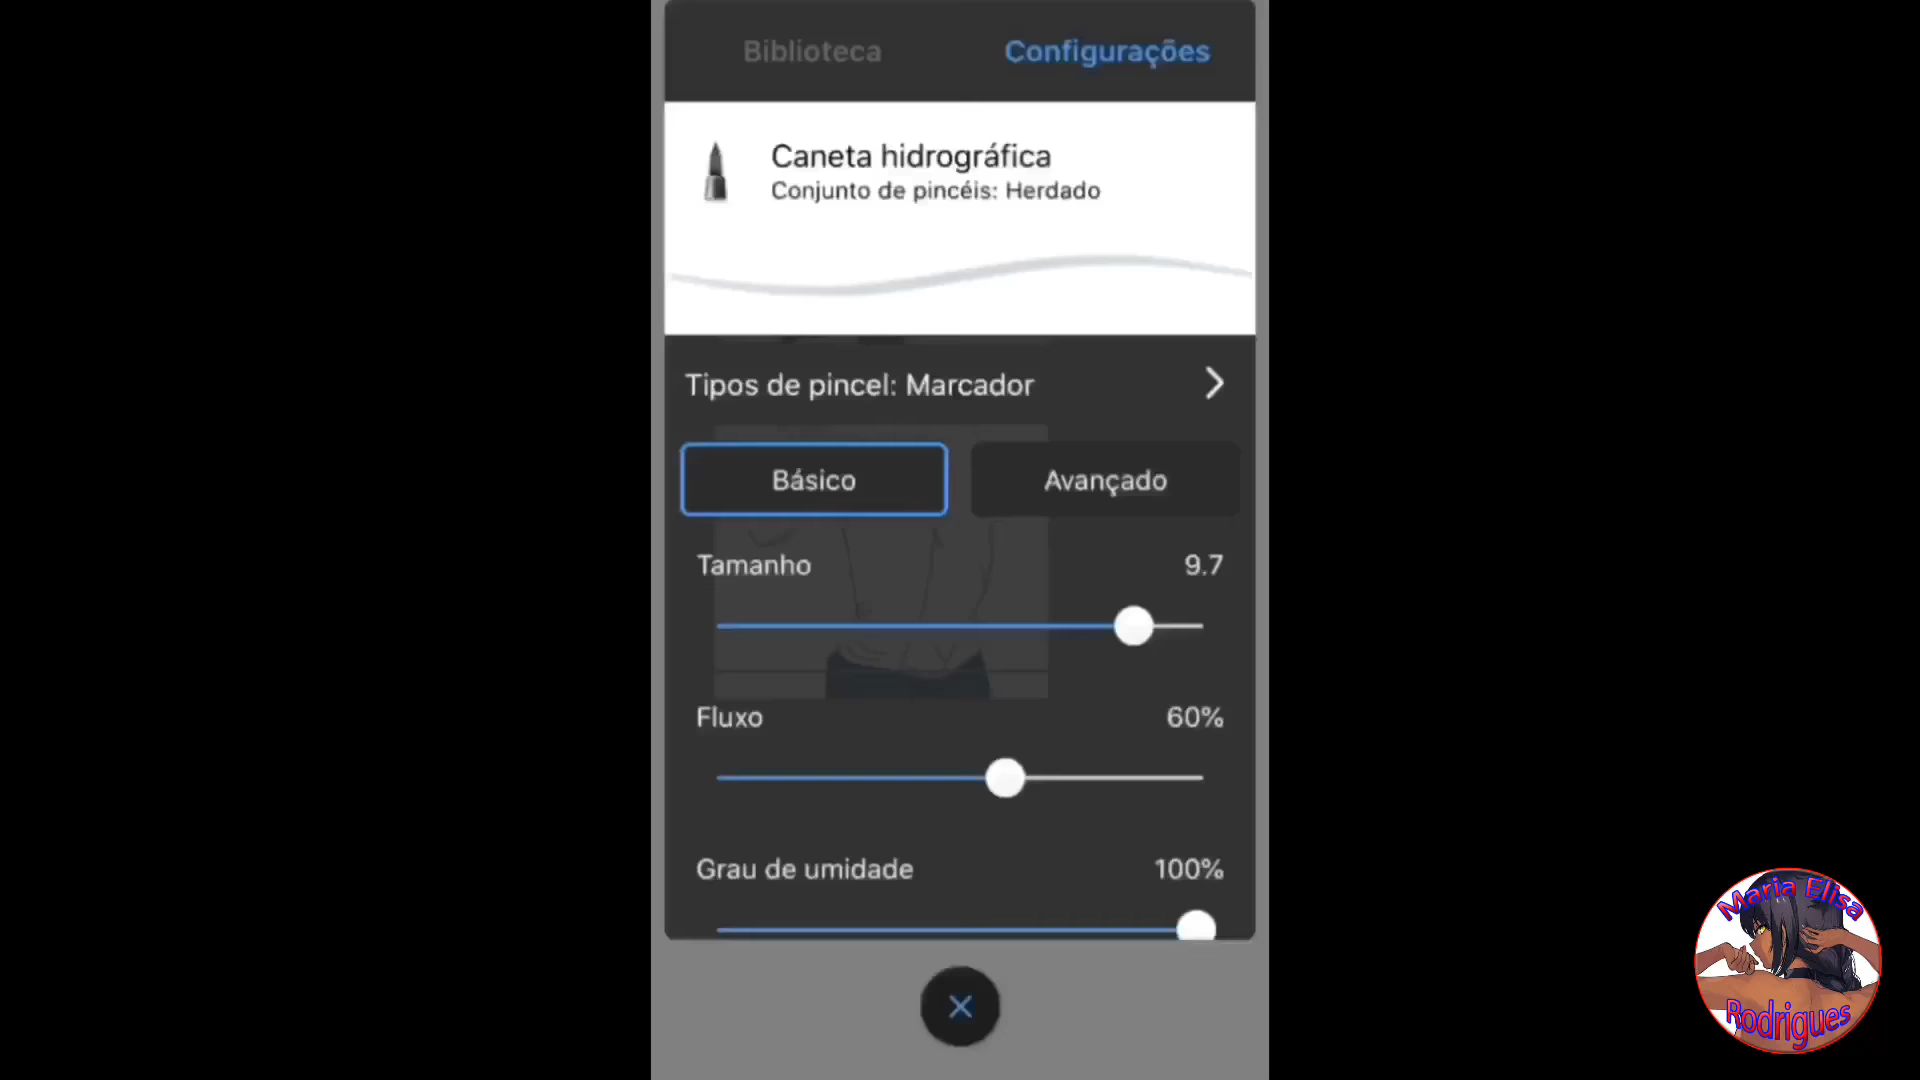 Biblioteca
Configurações
Caneta hidrográfica
Conjunto de pincéis: Herdado
Tipos de pincel: Marcador
Básico
Avançado
Tamanho
9.7
Fluxo
60%
Grau de umidade
100%
Maria Elisa
Rodrigues